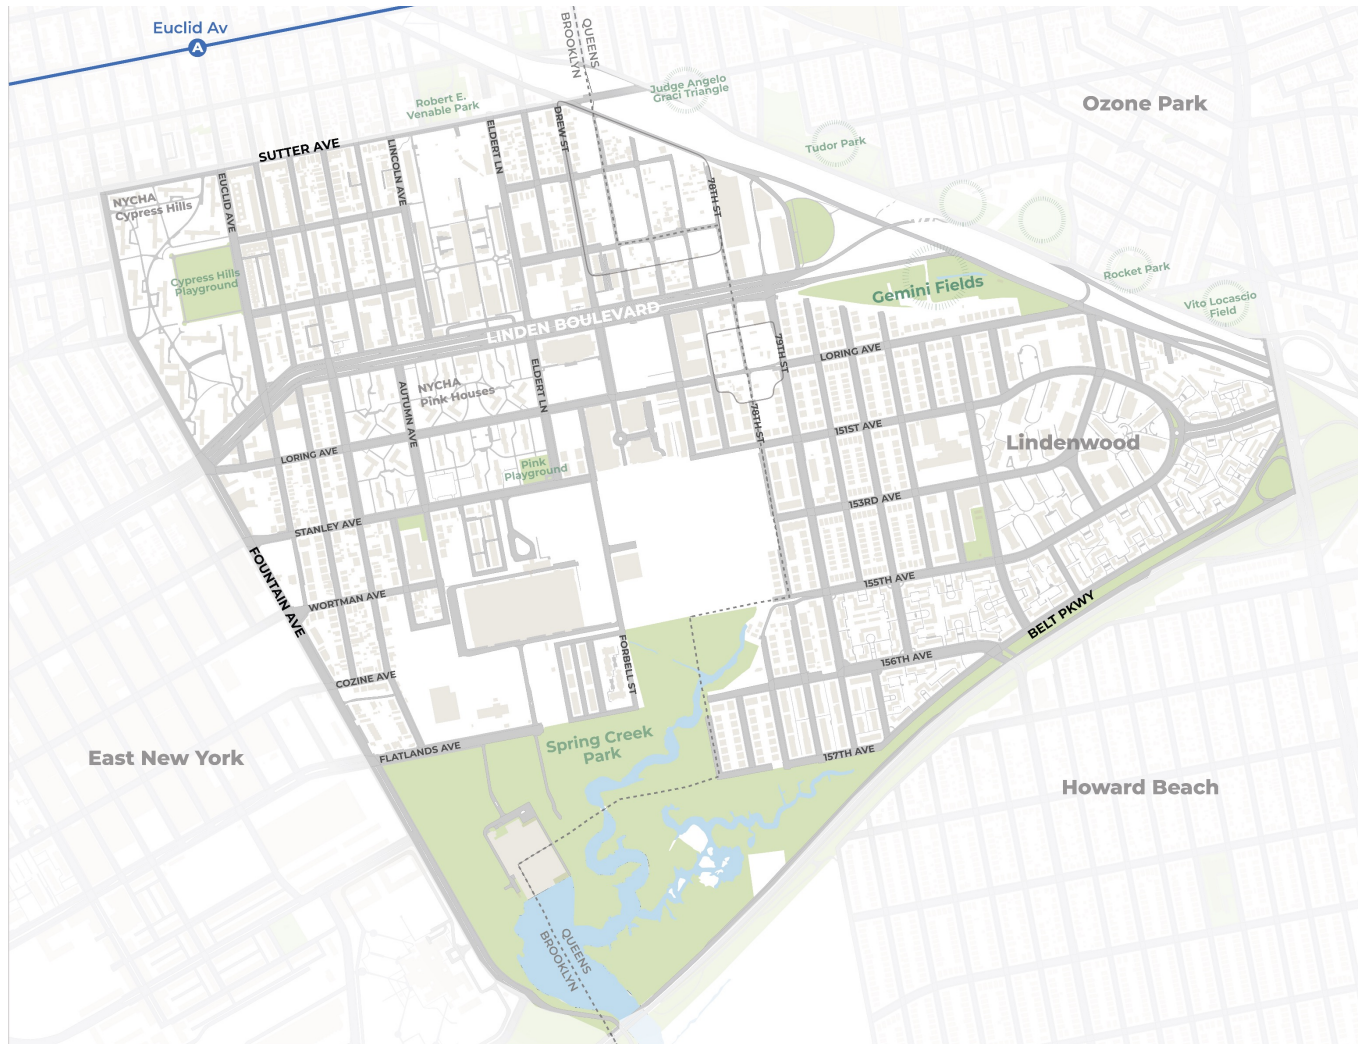 Euclid Av
A
QUEENS
BROOKLYN
Robert E.
Venable Park
Judge Angelo
Graci Triangle
Ozone Park
Tudor Park
SUTTER AVE
DREW ST
ELDERT LN
LINCOLN AVE
EUCLID AVE
78TH ST
NYCHA
Cypress Hills
Cypress Hills
Playground
Rocket Park
Gemini Fields
Vito Locascio
Field
LINDEN BOULEVARD
79TH ST
LORING AVE
ELDERT LN
NYCHA
Pink Houses
AUTUMN AVE
78TH ST
151ST AVE
Lindenwood
LORING AVE
Pink
Playground
153RD AVE
STANLEY AVE
FOUNTAIN AVE
155TH AVE
WORTMAN AVE
BELT PKWY
FORBELL ST
156TH AVE
COZINE AVE
Spring Creek
Park
FLATLANDS AVE
157TH AVE
East New York
Howard Beach
QUEENS
BROOKLYN